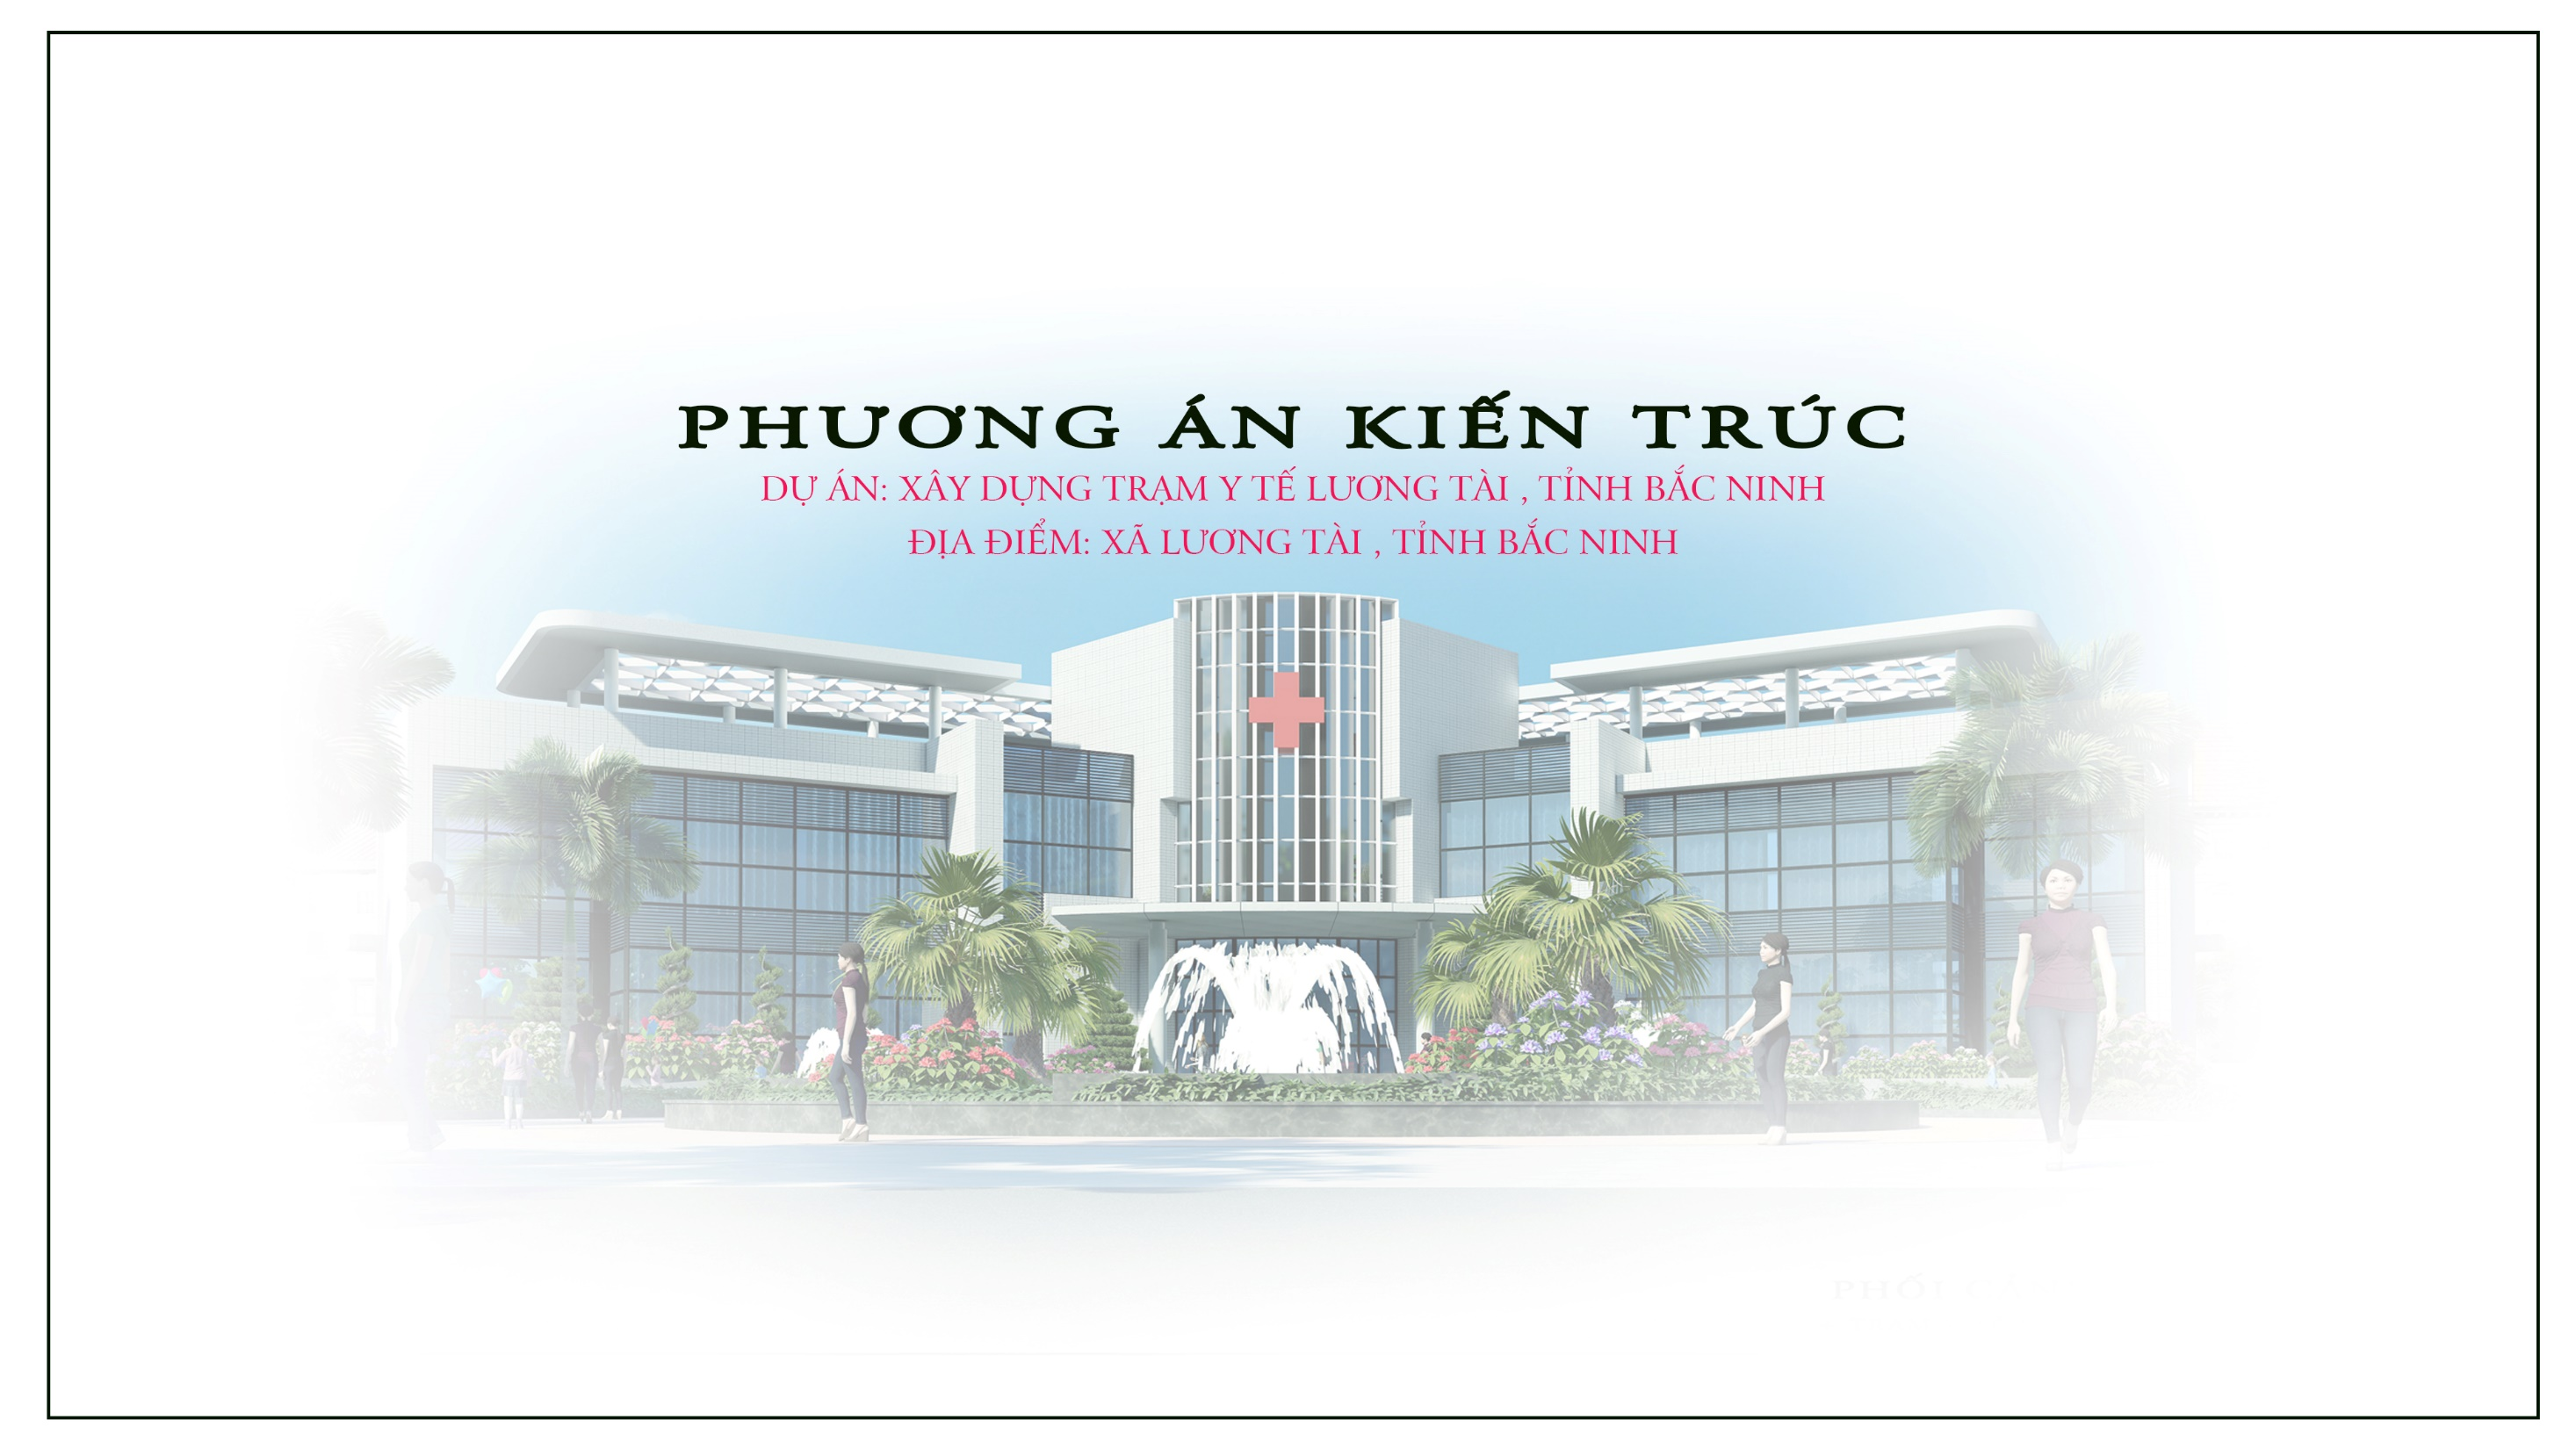 PHƯƠNG ÁN KIẾN TRÚC
DỰ ÁN: XÂY DỰNG TRẠM Y TẾ LƯƠNG TÀI , TỈNH BẮC NINH
ĐỊA ĐIỂM: XÃ LƯƠNG TÀI , TỈNH BẮC NINH
PHỐI